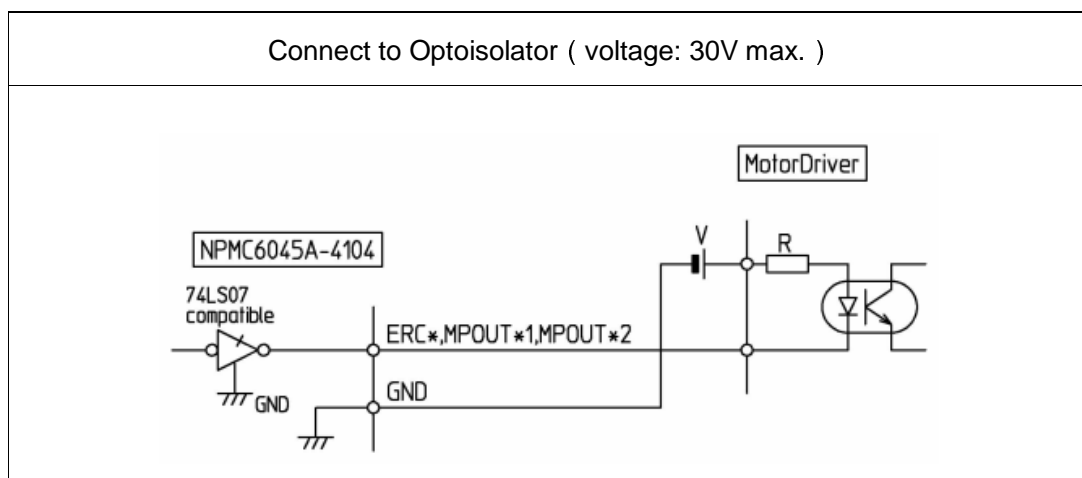 Connect to Optoisolator ( voltage: 30V max. )
MotorDriver
V
R
NPMC6045A-4104
74LS07
compatible
ERC*,MPOUT*1,MPOUT*2
GND
GND